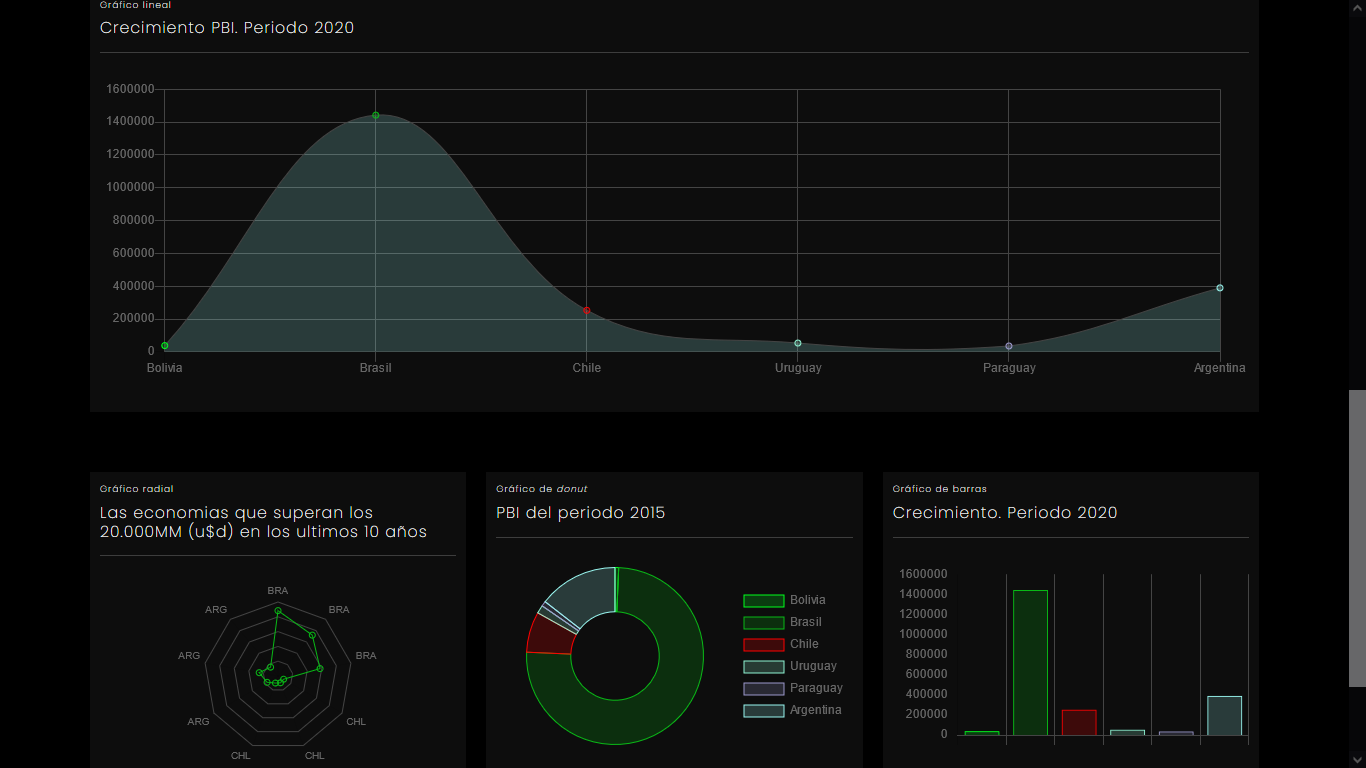 Gráfico lineal
Crecimiento PBI. Periodo 2020
1600000
1400000
1200000
1000000
800000
600000
400000
200000
0
Bolivia Brasil Chile Uruguay Paraguay Argentina
Gráfico radial
Las economias que superan los
20.000MM (u$d) en los ultimos 10 años
BRA
ARG BRA
ARG BRA
ARG CHL
CHL CHL
Gráfico de donut
PBI del periodo 2015
Bolivia
Brasil
Chile
Uruguay
Paraguay
Argentina
Gráfico de barras
Crecimiento. Periodo 2020
1600000
1400000
1200000
1000000
800000
600000
400000
200000
0